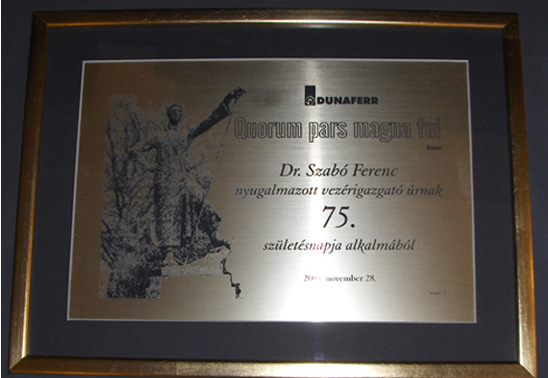 DUNAFERR
Quorum pars magna fui
Dr. Szabó Ferenc
nyugalmazott vezérigazgató úrnak
75.
születésnapja alkalmából
november 28.